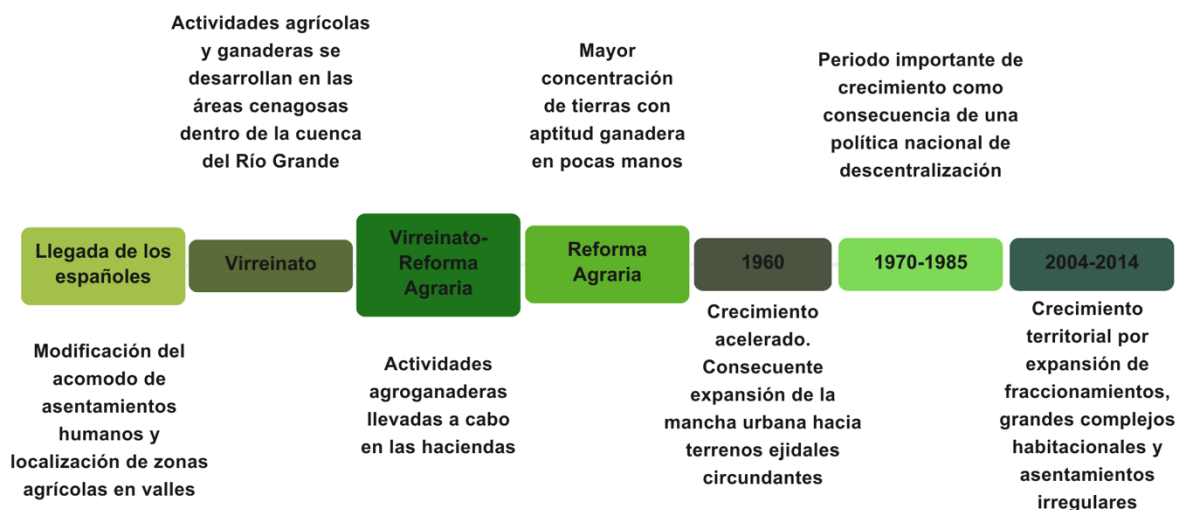 Actividades agrícolas
y ganaderas se
desarrollan en las
áreas cenagosas
dentro de la cuenca
del Río Grande
Mayor
concentración
de tierras con
aptitud ganadera
en pocas manos
Periodo importante de
crecimiento como
consecuencia de una
política nacional de
descentralización
Llegada de los
españoles
Virreinato
Virreinato-
Reforma
Agraria
Reforma
Agraria
1960
1970-1985
2004-2014
Modificación del
acomodo de
asentamientos
humanos y
localización de zonas
agrícolas en valles
Actividades
agroganaderas
llevadas a cabo
en las haciendas
Crecimiento
acelerado.
Consecuente
expansión de la
mancha urbana hacia
terrenos ejidales
circundantes
Crecimiento
territorial por
expansión de
fraccionamientos,
grandes complejos
habitacionales y
asentamientos
irregulares